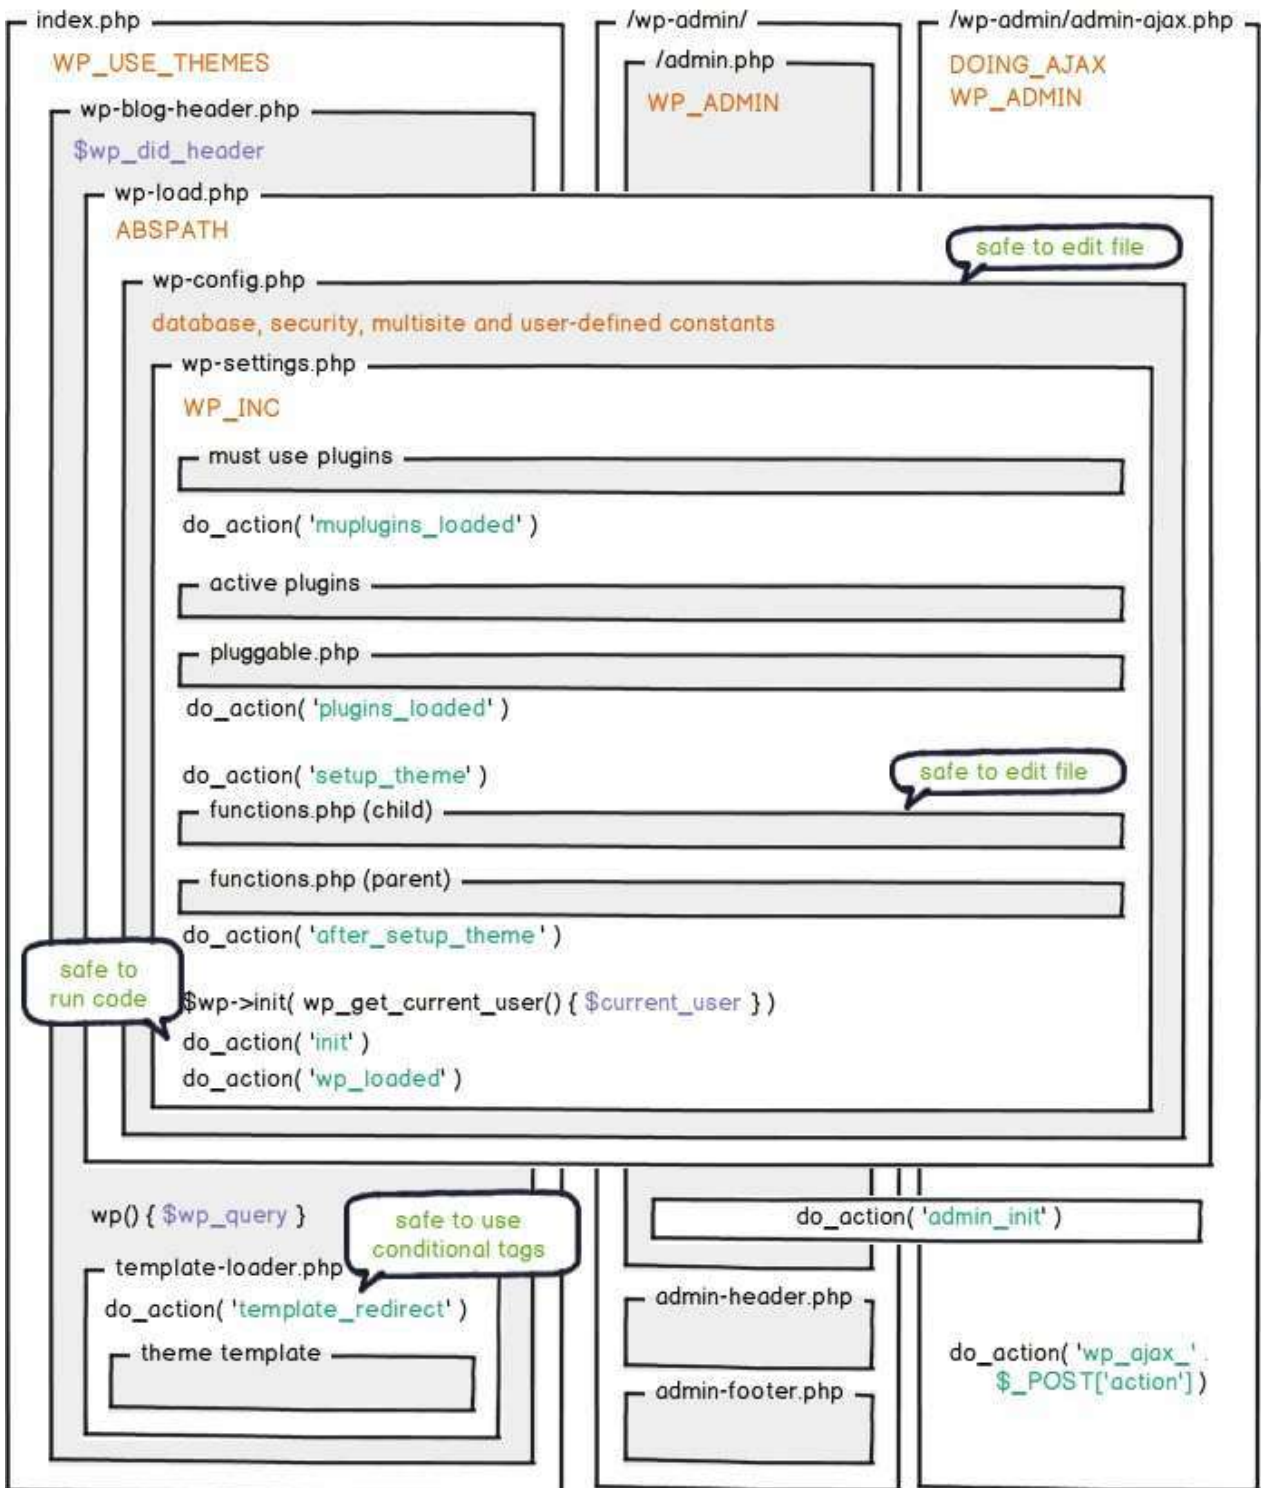 index.php
/wp-admin/
/wp-admin/admin-ajax.php
WP_USE_THEMES
/admin.php
DOING_AJAX
WP_ADMIN
WP_ADMIN
wp-blog-header.php
$wp_did_header
wp-load.php
ABSPATH
safe to edit file
wp-config.php
database, security, multisite and user-defined constants
wp-settings.php
WP_INC
must use plugins
do_action( 'muplugins_loaded' )
active plugins
pluggable.php
do_action( 'plugins_loaded' )
do_action( 'setup_theme' )
safe to edit file
functions.php (child)
functions.php (parent)
do_action( 'after_setup_theme' )
safe to
run code
$wp->init( wp_get_current_user() { $current_user } )
do_action( 'init' )
do_action( 'wp_loaded' )
wp() { $wp_query }
safe to use
conditional tags
do_action( 'admin_init' )
template-loader.php
do_action( 'template_redirect' )
theme template
admin-header.php
admin-footer.php
do_action( 'wp_ajax_' .
$_POST['action'] )